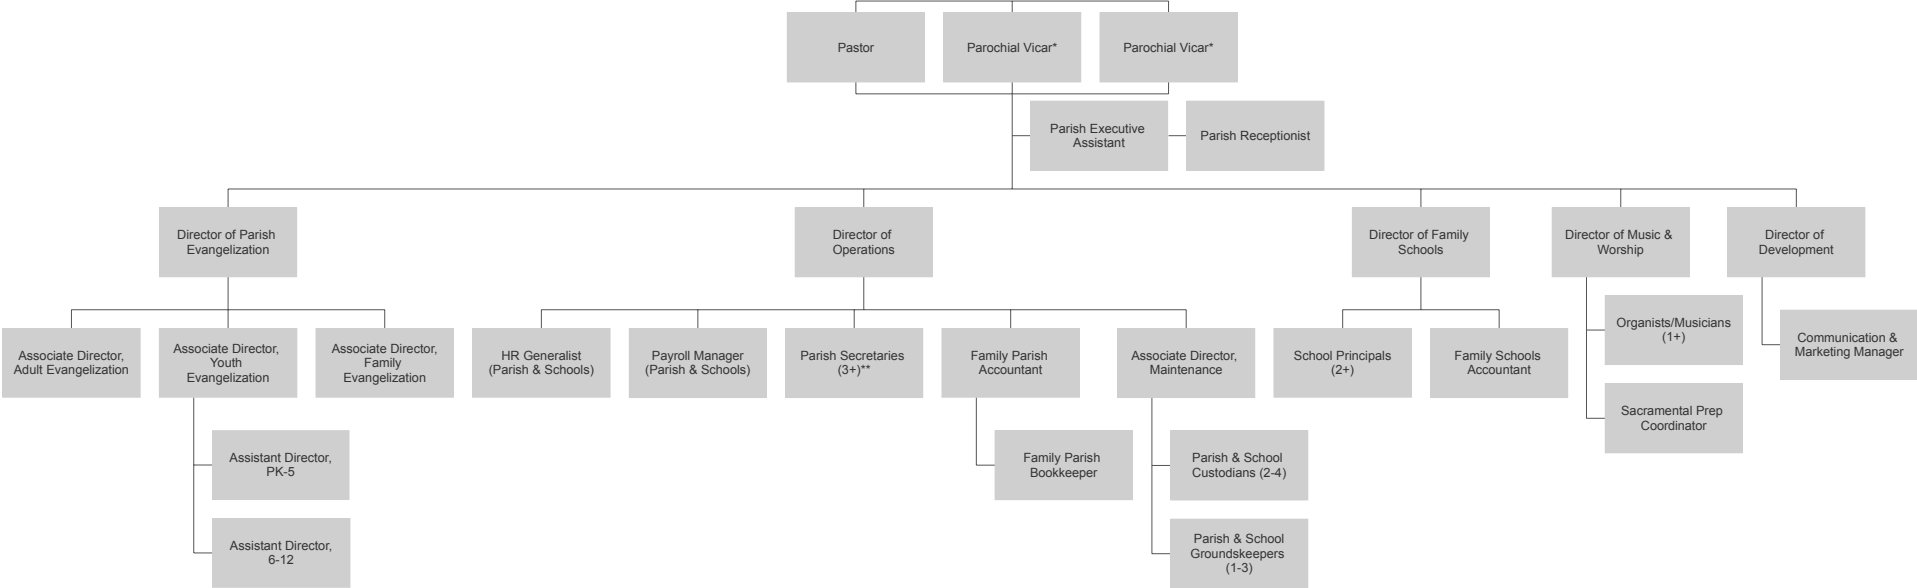 Pastor
Parochial Vicar*
Parochial Vicar*
Parish Executive
Assistant
Parish Receptionist
Director of Parish
Evangelization
Director of
Operations
Director of Family
Schools
Director of Music &
Worship
Director of
Development
Associate Director,
Adult Evangelization
Associate Director,
Youth
Evangelization
Associate Director,
Family
Evangelization
HR Generalist
(Parish & Schools)
Payroll Manager
(Parish & Schools)
Parish Secretaries
(3+)**
Family Parish
Accountant
Associate Director,
Maintenance
School Principals
(2+)
Family Schools
Accountant
Organists/Musicians
(1+)
Communication &
Marketing Manager
Sacramental Prep
Coordinator
Assistant Director,
PK-5
Family Parish
Bookkeeper
Parish & School
Custodians (2-4)
Assistant Director,
6-12
Parish & School
Groundskeepers
(1-3)